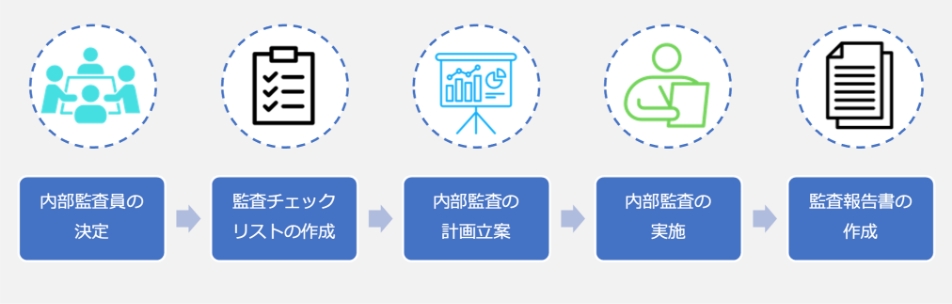 内部監査員の
決定
監査チェック
リストの作成
内部監査の
計画立案
内部監査の
実施
監査報告書の
作成